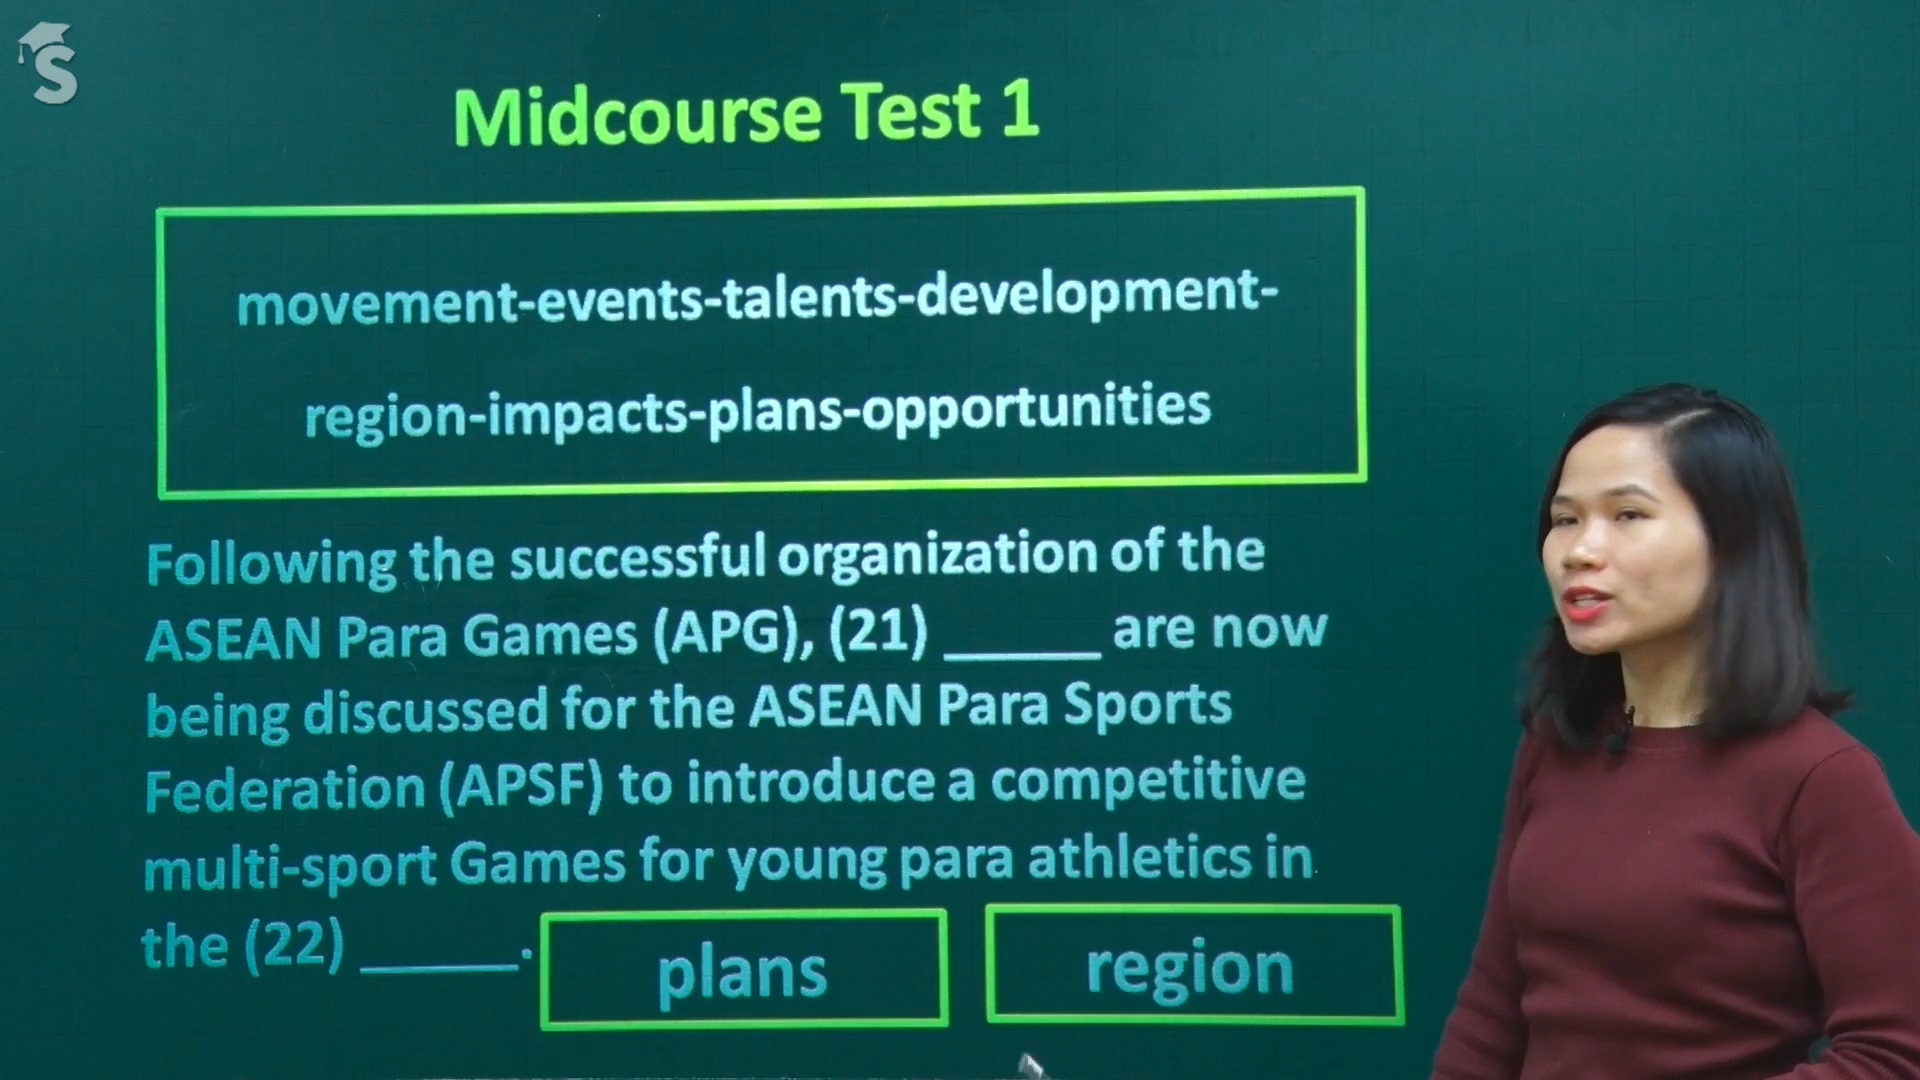 S
Midcourse Test 1
movement-events-talents-development-
region-impacts-plans-opportunities
Following the successful organization of the
ASEAN Para Games (APG), (21) ______ are now
being discussed for the ASEAN Para Sports
Federation (APSF) to introduce a competitive
multi-sport Games for young para athletics in
the (22) ______.
plans
region